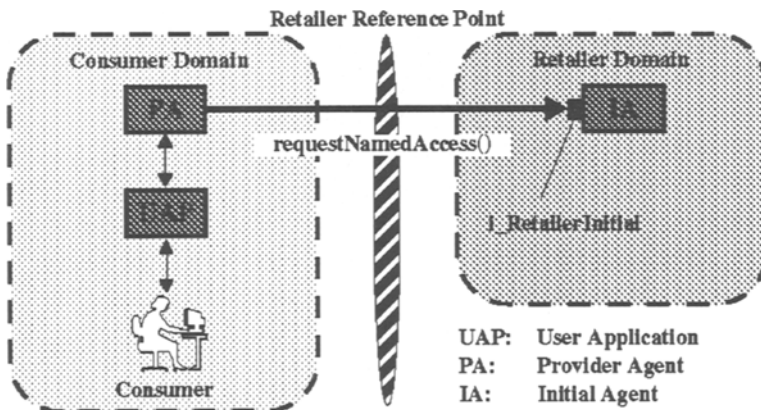 Retailer Reference Point
Consumer Domain
Retailer Domain
PA
IA
requestNamedAccess()
UAP
I_RetailerInitial
Consumer
UAP: User Application
PA: Provider Agent
IA: Initial Agent